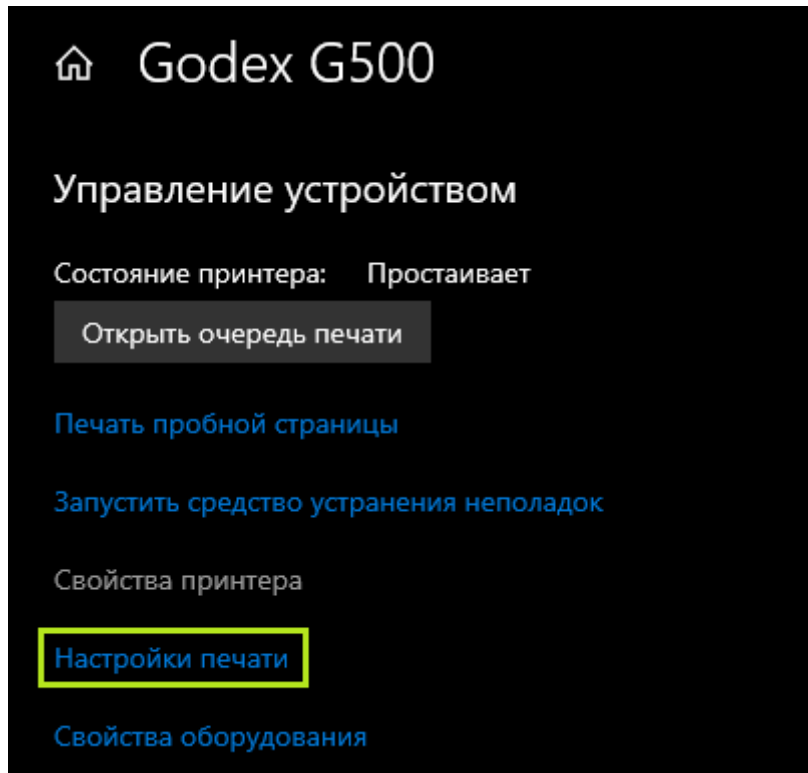 Godex G500
Управление устройством
Состояние принтера: Простаивает
Открыть очередь печати
Печать пробной страницы
Запустить средство устранения неполадок
Свойства принтера
Настройки печати
Свойства оборудования